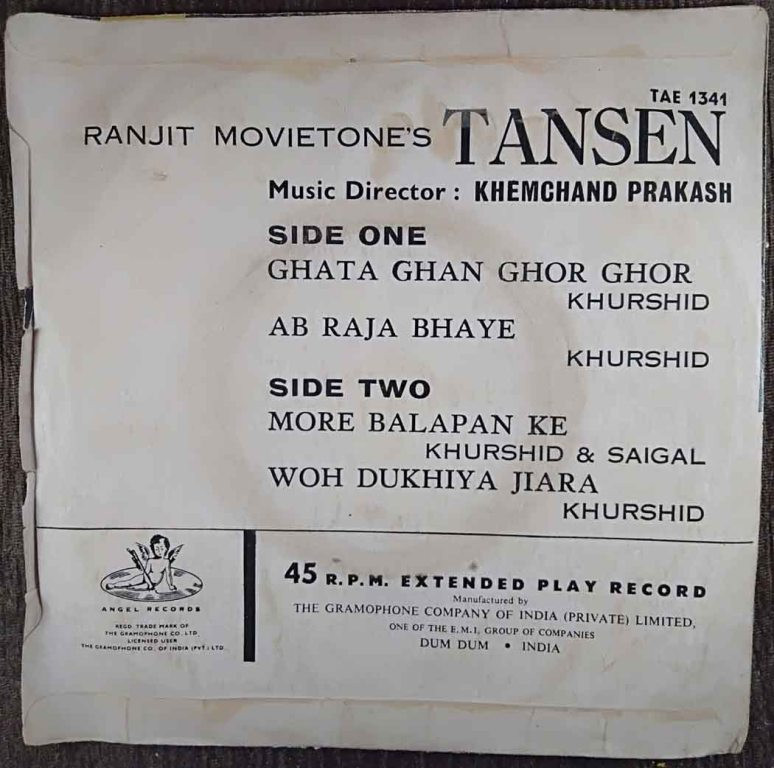 TAE 1341
RANJIT MOVIETONE'S TANSEN
Music Director : KHEMCHAND PRAKASH
SIDE ONE
GHATA GHAN GHOR GHOR
KHURSHID
AB RAJA BHAYE
KHURSHID
SIDE TWO
MORE BALAPAN KE
KHURSHID & SAIGAL
WOH DUKHIYA JIARA
KHURSHID
ANGEL RECORDS
REGD. TRADE MARK OF
THE GRAMOPHONE CO. LTD.
LICENSED USER
THE GRAMOPHONE CO. OF INDIA (PVT.) LTD.
45 R.P.M. EXTENDED PLAY RECORD
Manufactured by
THE GRAMOPHONE COMPANY OF INDIA (PRIVATE) LIMITED,
ONE OF THE E.M.I. GROUP OF COMPANIES
DUM DUM • INDIA